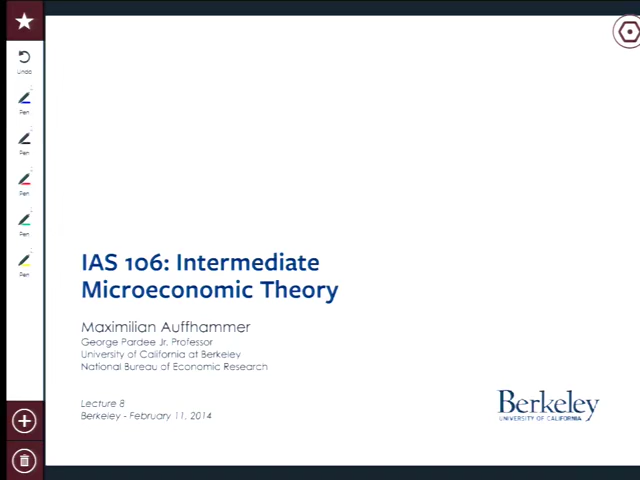 Undo
Pen
Pen
Pen
Pen
Pen
IAS 106: Intermediate
Microeconomic Theory
Maximilian Auffhammer
George Pardee Jr. Professor
University of California at Berkeley
National Bureau of Economic Research
Lecture 8
Berkeley - February 11, 2014
Berkeley
UNIVERSITY OF CALIFORNIA